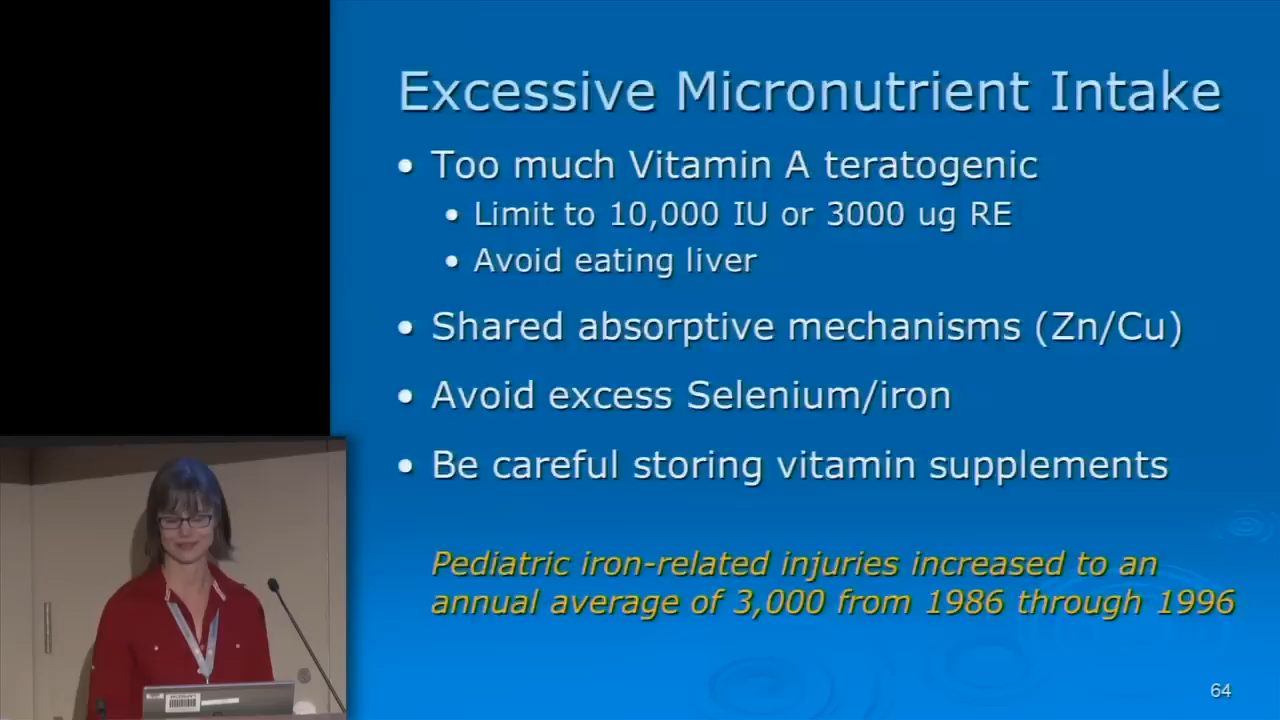 Excessive Micronutrient Intake
• Too much Vitamin A teratogenic
• Limit to 10,000 IU or 3000 ug RE
• Avoid eating liver
• Shared absorptive mechanisms (Zn/Cu)
• Avoid excess Selenium/iron
• Be careful storing vitamin supplements
Pediatric iron-related injuries increased to an
annual average of 3,000 from 1986 through 1996
64